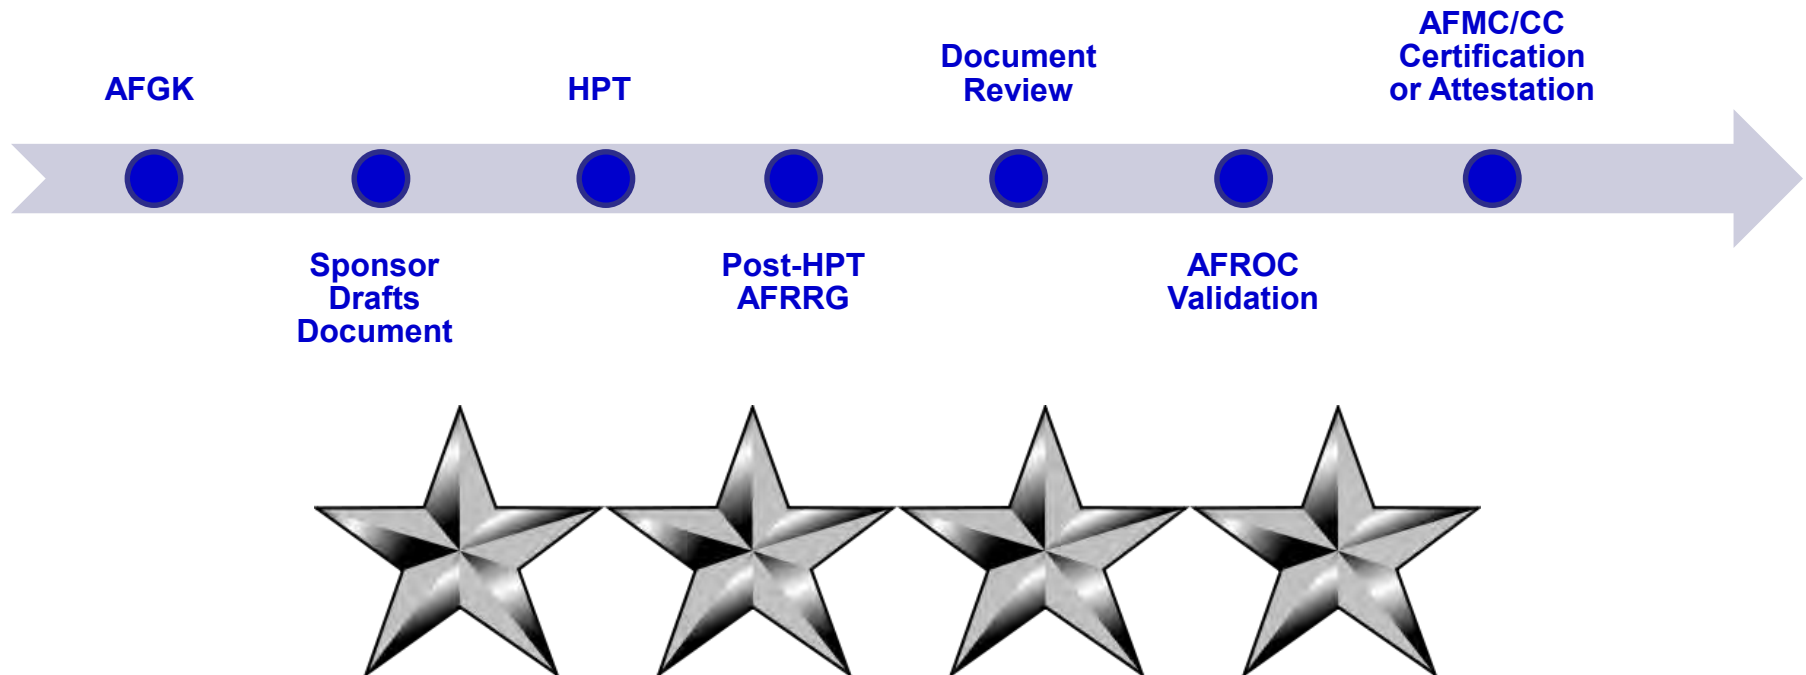 AFGK
Sponsor
Drafts
Document
HPT
Post-HPT
AFRRG
Document
Review
AFROC
Validation
AFMC/CC
Certification
or Attestation